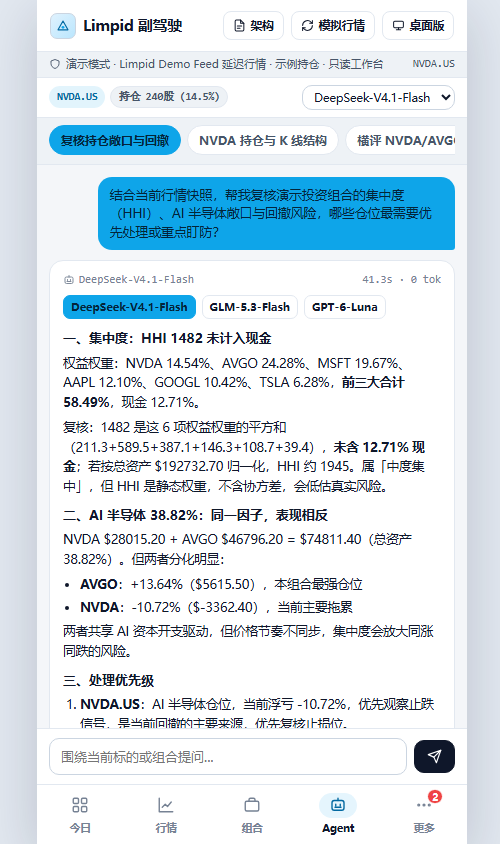 Limpid 副驾驶
架构
模拟行情
桌面版
演示模式 · Limpid Demo Feed 延迟行情 · 示例持仓 · 只读工作台
NVDA.US
NVDA.US
持仓 240股 (14.5%)
DeepSeek-V4.1-Flash
复核持仓敞口与回撤
NVDA 持仓与 K 线结构
横评 NVDA/AVG
结合当前行情快照，帮我复核演示投资组合的集中度
（HHI）、AI 半导体敞口与回撤风险，哪些仓位最需要优
先处理或重点盯防？
DeepSeek-V4.1-Flash
41.3s · 0 tok
DeepSeek-V4.1-Flash
GLM-5.3-Flash
GPT-6-Luna
一、集中度：HHI 1482 未计入现金
权益权重：NVDA 14.54%、AVGO 24.28%、MSFT 19.67%、
AAPL 12.10%、GOOGL 10.42%、TSLA 6.28%，前三大合计
58.49%，现金 12.71%。
复核：1482 是这 6 项权益权重的平方和
（211.3+589.5+387.1+146.3+108.7+39.4），未含 12.71% 现
金；若按总资产 $192732.70 归一化，HHI 约 1945。属「中度集
中」，但 HHI 是静态权重，不含协方差，会低估真实风险。
二、AI 半导体 38.82%：同一因子，表现相反
NVDA $28015.20 + AVGO $46796.20 = $74811.40（总资产
38.82%）。但两者分化明显：
• AVGO：+13.64%（$5615.50），本组合最强仓位
• NVDA：-10.72%（$-3362.40），当前主要拖累
两者共享 AI 资本开支驱动，但价格节奏不同步，集中度会放大同涨
同跌的风险。
三、处理优先级
1. NVDA.US：AI 半导体仓位，当前浮亏 -10.72%，优先观察止跌
信号，是当前回撤的主要来源，优先复核止损位。
围绕当前标的或组合提问...
今日
行情
组合
Agent
2
更多